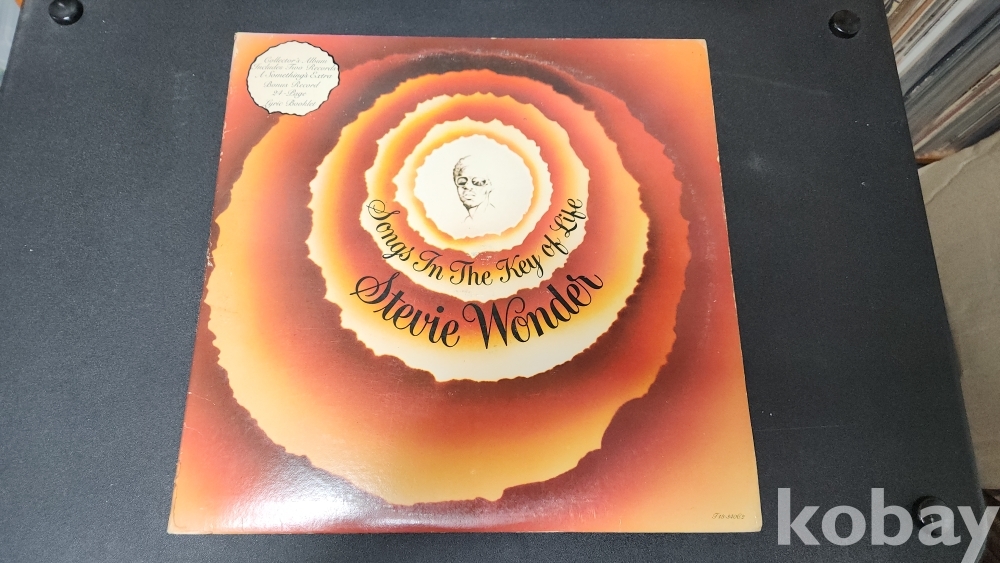 Collector's Album
Includes Two Records
A Something's Extra
Bonus Record
24-Page
Lyric Booklet
Songs In The Key of Life
Stevie Wonder
kobay